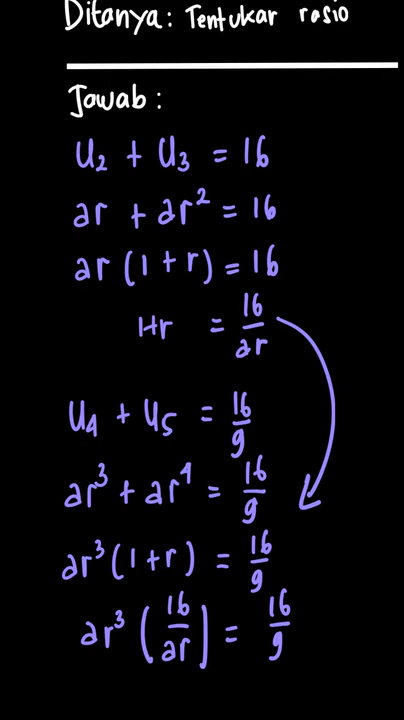 Ditanya: Tentukar rasio
Jawab:
U₂ + U₃ = 16
ar + ar² = 16
ar (1 + r) = 16
1+r = 16/ar
U₄ + U₅ = 16/9
ar³ + ar⁴ = 16/9
ar³ (1 + r) = 16/9
ar³ (16/ar) = 16/9